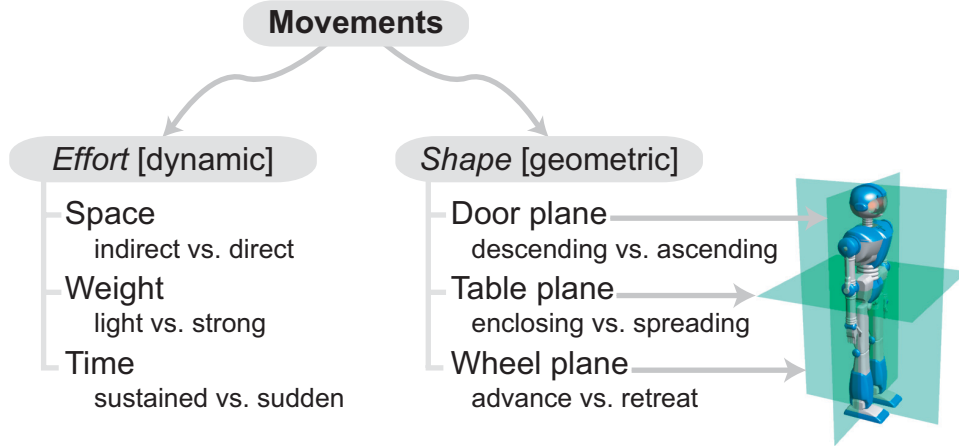 Movements
Effort [dynamic]
Space
indirect vs. direct
Weight
light vs. strong
Time
sustained vs. sudden
Shape [geometric]
Door plane
descending vs. ascending
Table plane
enclosing vs. spreading
Wheel plane
advance vs. retreat